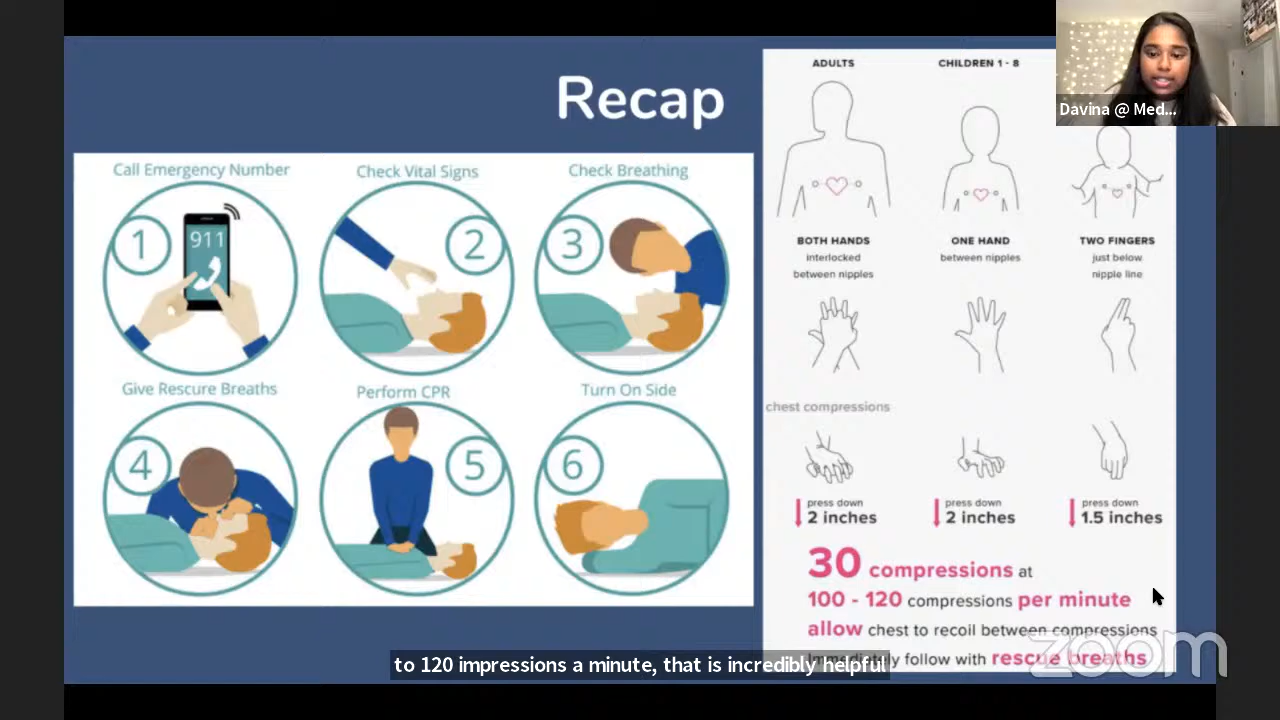 Recap
Call Emergency Number
Check Vital Signs
Check Breathing
1
911
2
3
Give Rescure Breaths
Perform CPR
Turn On Side
4
5
6
ADULTS
CHILDREN 1 - 8
BOTH HANDS
interlocked
between nipples
ONE HAND
between nipples
TWO FINGERS
just below
nipple line
chest compressions
press down
2 inches
press down
2 inches
press down
1.5 inches
30 compressions at
100 - 120 compressions per minute
allow chest to recoil between compressions
Immediately follow with rescue breaths
Davina @ Med...
to 120 impressions a minute, that is incredibly helpful
zoom